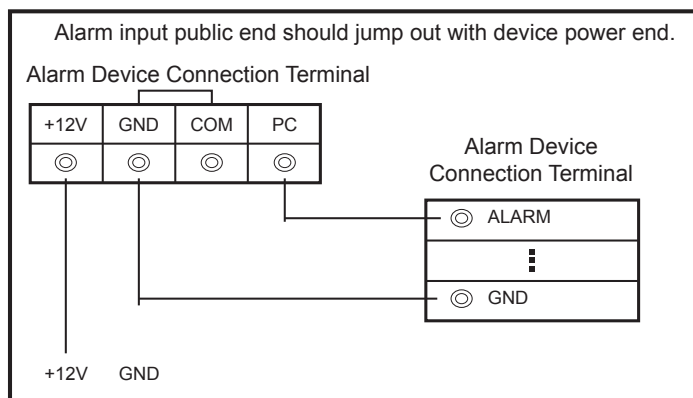 Alarm input public end should jump out with device power end.
Alarm Device Connection Terminal
+12V GND COM PC
Alarm Device
Connection Terminal
ALARM
GND
+12V GND